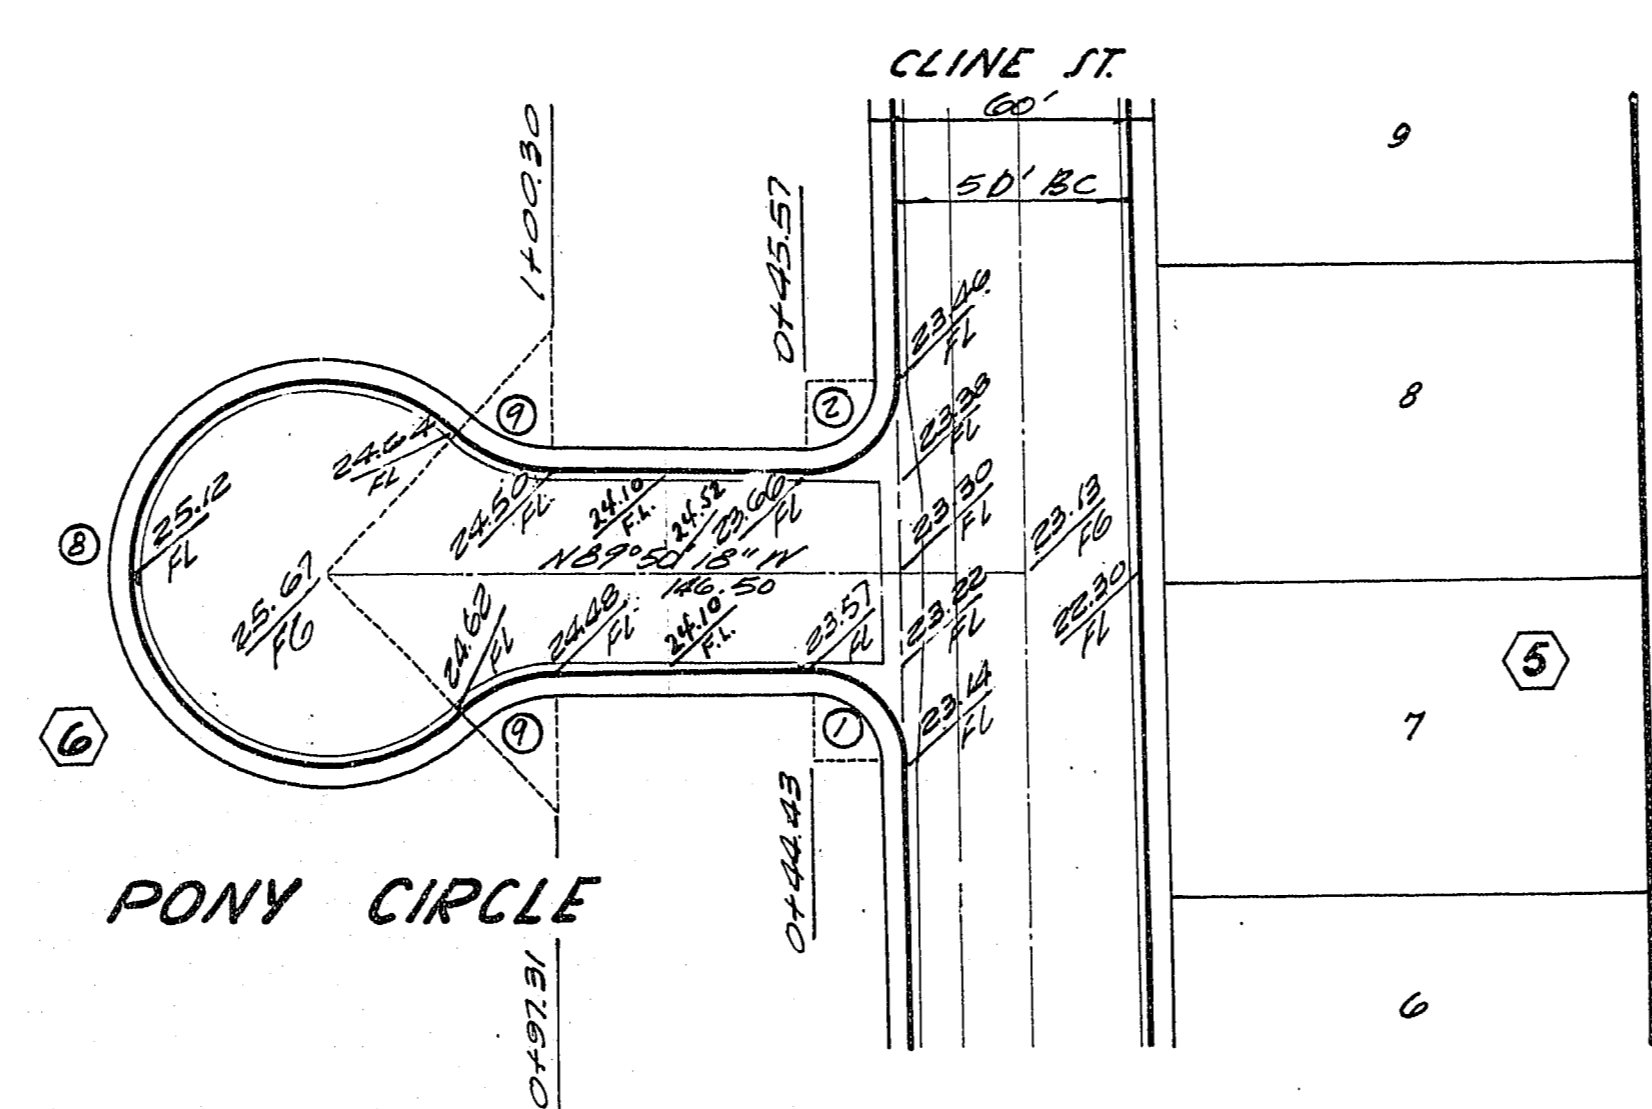 CLINE ST.
60'
9
50' BC
1+00.30
0+45.57
23.46
FL
8
9
2
23.38
FL
24.64
FL
25.12
FL
24.50
FL
24.10
F.L.
24.52
23.66
FL
23.30
FL
23.13
FG
8
N 89° 50' 18" W
146.50
25.67
FG
24.62
FL
24.48
FL
24.10
F.L.
23.57
FL
23.22
FL
22.30
FL
5
6
9
1
23.14
FL
7
PONY CIRCLE
0+44.43
0+97.31
6